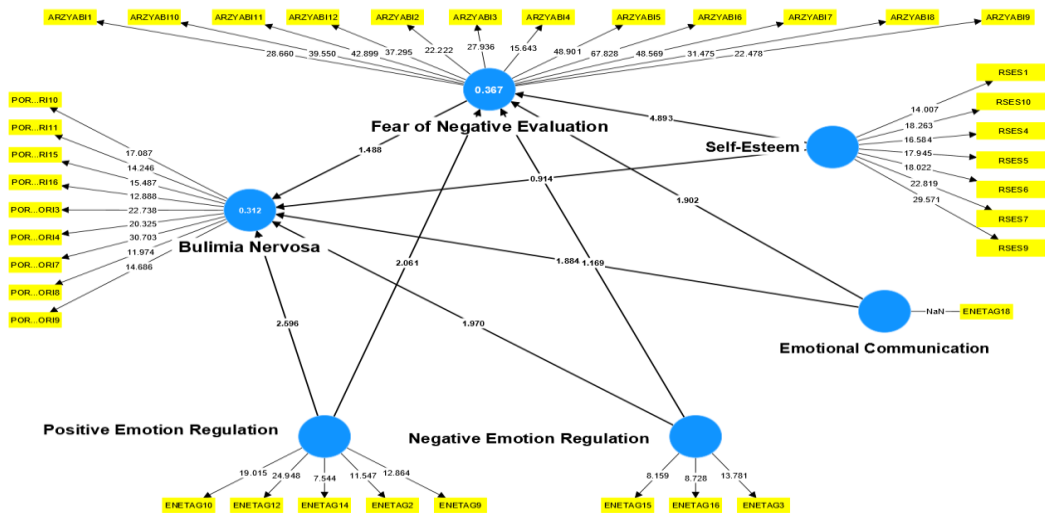 ARZYABI1 ARZYABI10 ARZYABI11 ARZYABI12 ARZYABI2 ARZYABI3 ARZYABI4 ARZYABI5 ARZYABI6 ARZYABI7 ARZYABI8 ARZYABI9
28.660 39.550 42.899 37.295 22.222 27.936 15.643 48.901 67.828 48.569 31.475 22.478
0.367
Fear of Negative Evaluation
POR...RI10
POR...RI11
POR...RI15
POR...RI16
POR...ORI3
POR...ORI4
POR...ORI7
POR...ORI8
POR...ORI9
17.087
14.246
15.487
12.888
22.738
20.325
30.703
11.974
14.686
0.312
Bulimia Nervosa
1.488
4.893
0.914
1.902
1.884
1.169
2.061
2.596
1.970
Self-Esteem
14.007
18.263
16.584
17.945
18.022
22.819
29.571
RSES1
RSES10
RSES4
RSES5
RSES6
RSES7
RSES9
NaN
ENETAG18
Emotional Communication
Positive Emotion Regulation
19.015 24.948 7.544 11.547 12.864
ENETAG10 ENETAG12 ENETAG14 ENETAG2 ENETAG9
Negative Emotion Regulation
8.159 8.728 13.781
ENETAG15 ENETAG16 ENETAG3